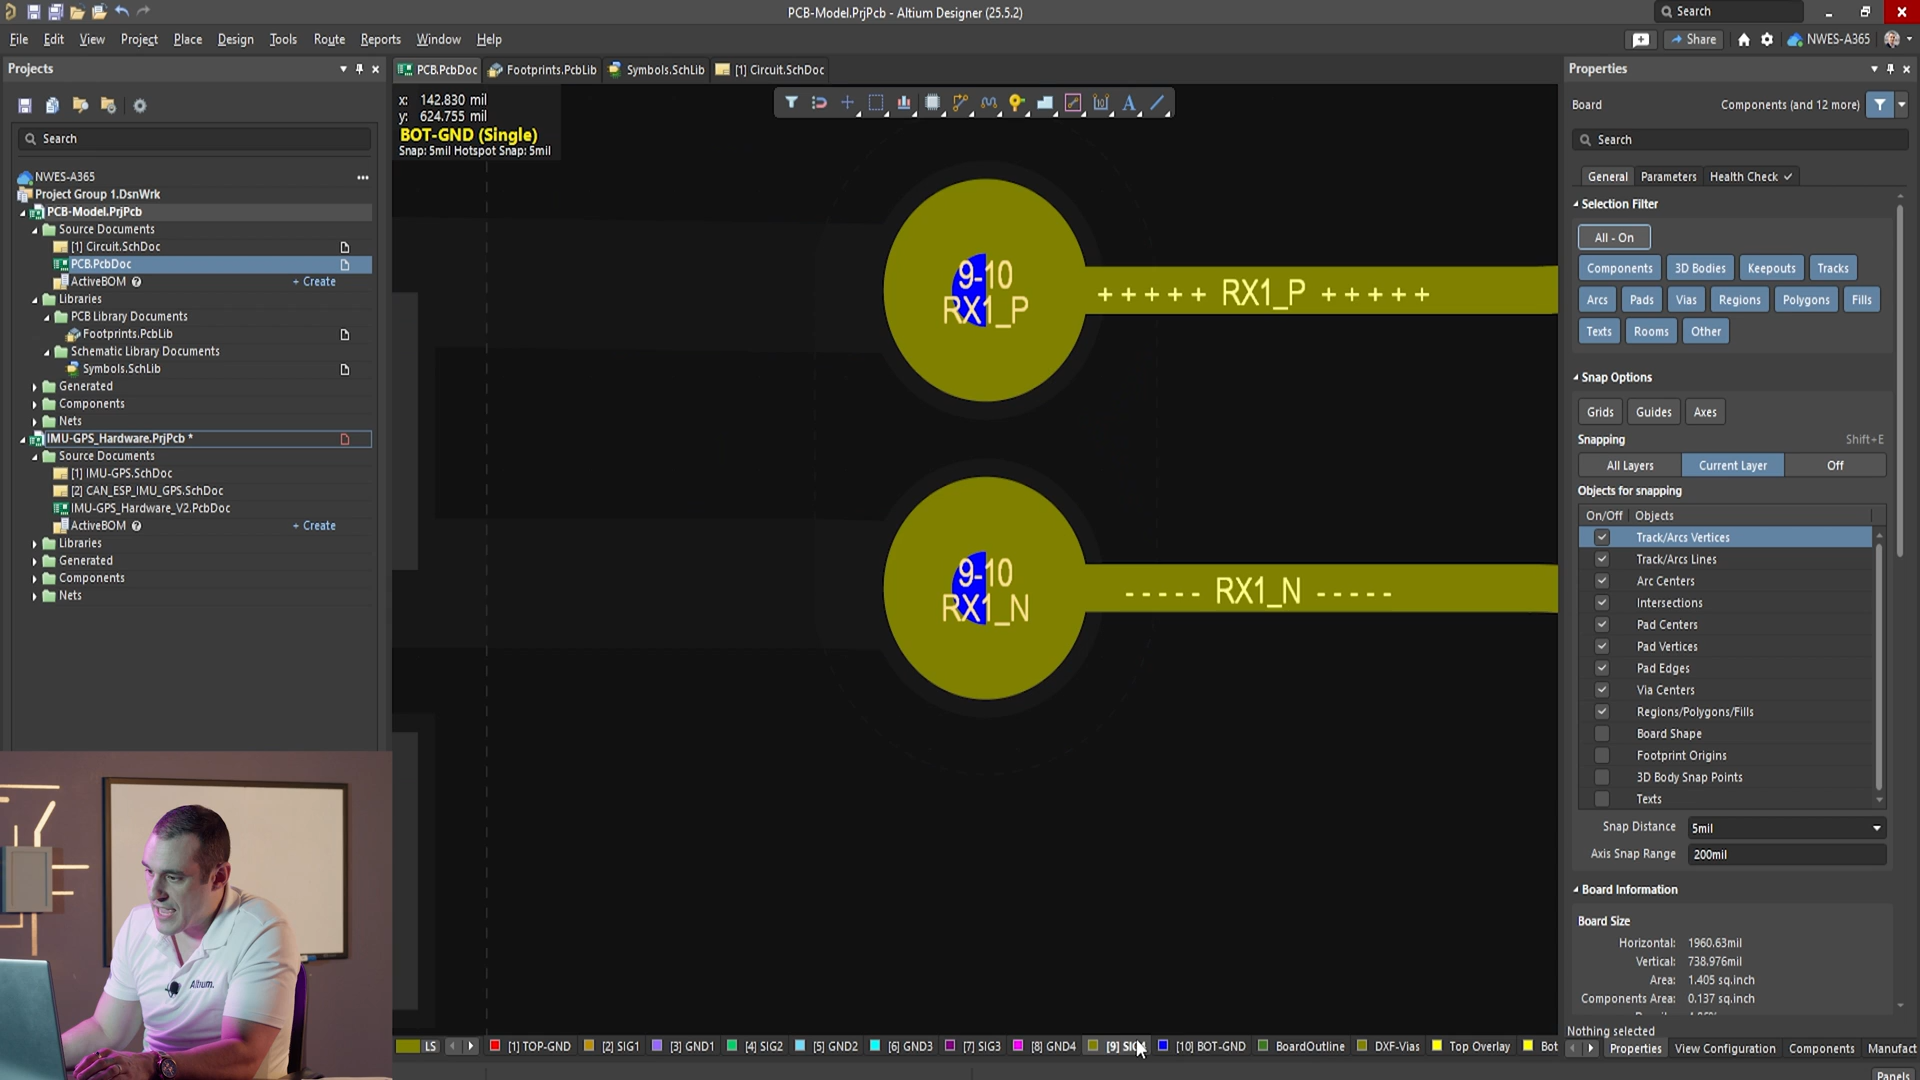 PCB-Model.PrjPcb - Altium Designer (25.5.2)
Search
File Edit View Project Place Design Tools Route Reports Window Help
Share
NWES-A365
Projects
PCB.PcbDoc
Footprints.PcbLib
Symbols.SchLib
[1] Circuit.SchDoc
Properties
Search
NWES-A365
Project Group 1.DsnWrk
PCB-Model.PrjPcb
Source Documents
[1] Circuit.SchDoc
PCB.PcbDoc
ActiveBOM
+ Create
Libraries
PCB Library Documents
Footprints.PcbLib
Schematic Library Documents
Symbols.SchLib
Generated
Components
Nets
IMU-GPS_Hardware.PrjPcb *
Source Documents
[1] IMU-GPS.SchDoc
[2] CAN_ESP_IMU_GPS.SchDoc
IMU-GPS_Hardware_V2.PcbDoc
ActiveBOM
+ Create
Libraries
Generated
Components
Nets
Altium.
x: 142.830 mil
y: 624.755 mil
BOT-GND (Single)
Snap: 5mil Hotspot Snap: 5mil
9-10
RX1_P
+ + + + + RX1_P + + + + +
9-10
RX1_N
- - - - - RX1_N - - - - -
LS
[1] TOP-GND
[2] SIG1
[3] GND1
[4] SIG2
[5] GND2
[6] GND3
[7] SIG3
[8] GND4
[10] BOT-GND
BoardOutline
DXF-Vias
Top Overlay
Bot
Board
Components (and 12 more)
Search
General
Parameters
Health Check
Selection Filter
All - On
Components 3D Bodies Keepouts Tracks
Arcs Pads Vias Regions Polygons Fills
Texts Rooms Other
Snap Options
Grids Guides Axes
Snapping Shift+E
All Layers Current Layer Off
Objects for snapping
On/Off Objects
Track/Arcs Vertices
Track/Arcs Lines
Arc Centers
Intersections
Pad Centers
Pad Vertices
Pad Edges
Via Centers
Regions/Polygons/Fills
Board Shape
Footprint Origins
3D Body Snap Points
Texts
Snap Distance 5mil
Axis Snap Range 200mil
Board Information
Board Size
Horizontal: 1960.63mil
Vertical: 738.976mil
Area: 1.405 sq.inch
Components Area: 0.137 sq.inch
Nothing selected
Properties View Configuration Components Manufact
Panels